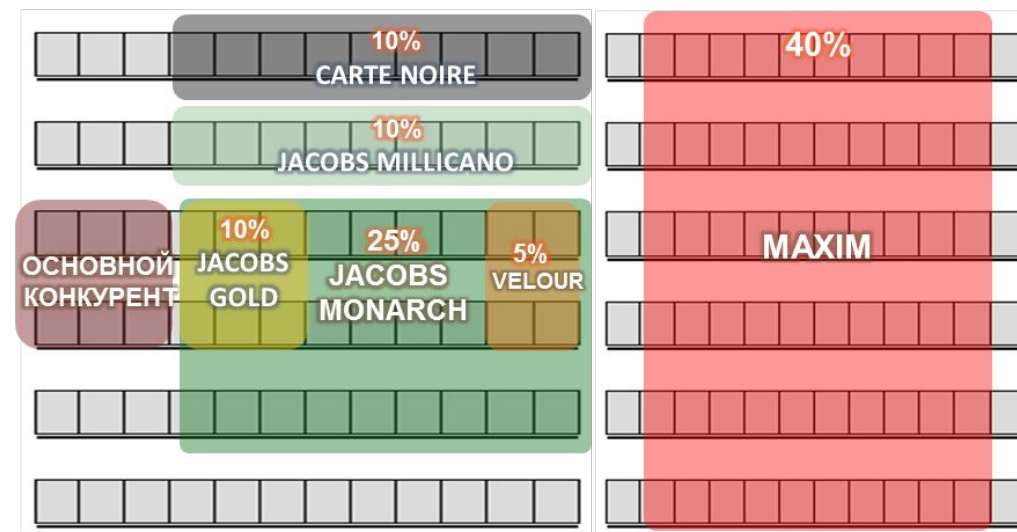 10%
CARTE NOIRE
10%
JACOBS MILLICANO
ОСНОВНОЙ
КОНКУРЕНТ
10%
JACOBS
GOLD
25%
JACOBS
MONARCH
5%
VELOUR
40%
MAXIM